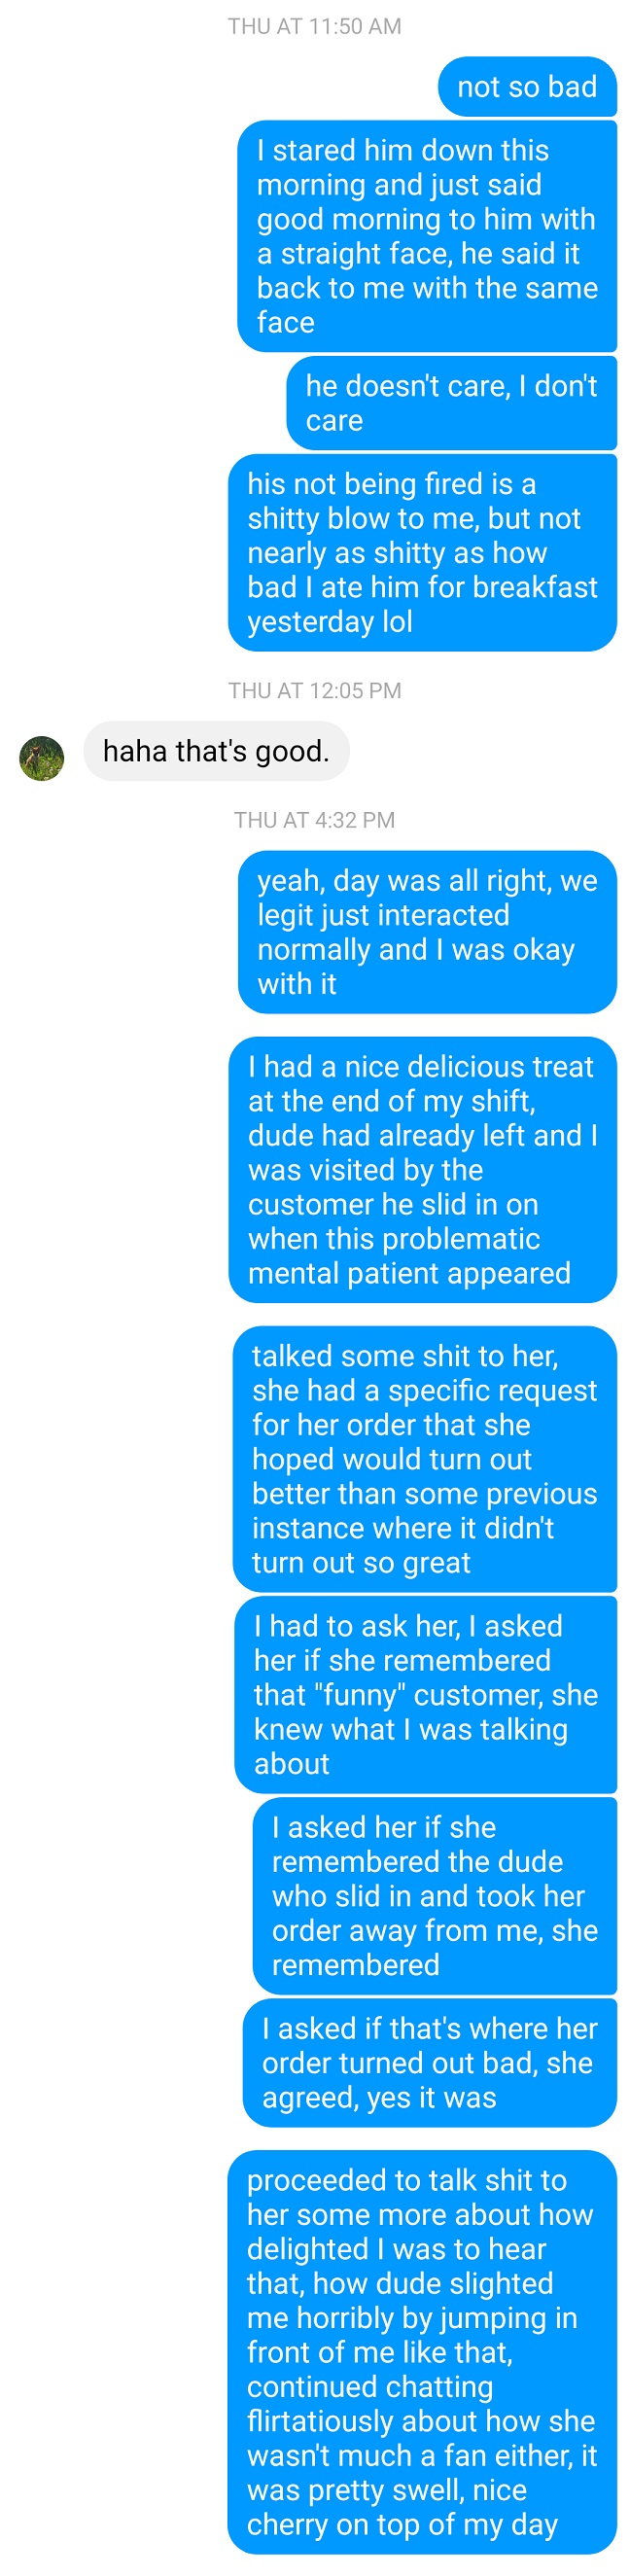 THU AT 11:50 AM
not so bad
I stared him down this
morning and just said
good morning to him with
a straight face, he said it
back to me with the same
face
he doesn't care, I don't
care
his not being fired is a
shitty blow to me, but not
nearly as shitty as how
bad I ate him for breakfast
yesterday lol
THU AT 12:05 PM
haha that's good.
THU AT 4:32 PM
yeah, day was all right, we
legit just interacted
normally and I was okay
with it
I had a nice delicious treat
at the end of my shift,
dude had already left and I
was visited by the
customer he slid in on
when this problematic
mental patient appeared
talked some shit to her,
she had a specific request
for her order that she
hoped would turn out
better than some previous
instance where it didn't
turn out so great
I had to ask her, I asked
her if she remembered
that "funny" customer, she
knew what I was talking
about
I asked her if she
remembered the dude
who slid in and took her
order away from me, she
remembered
I asked if that's where her
order turned out bad, she
agreed, yes it was
proceeded to talk shit to
her some more about how
delighted I was to hear
that, how dude slighted
me horribly by jumping in
front of me like that,
continued chatting
flirtatiously about how she
wasn't much a fan either, it
was pretty swell, nice
cherry on top of my day